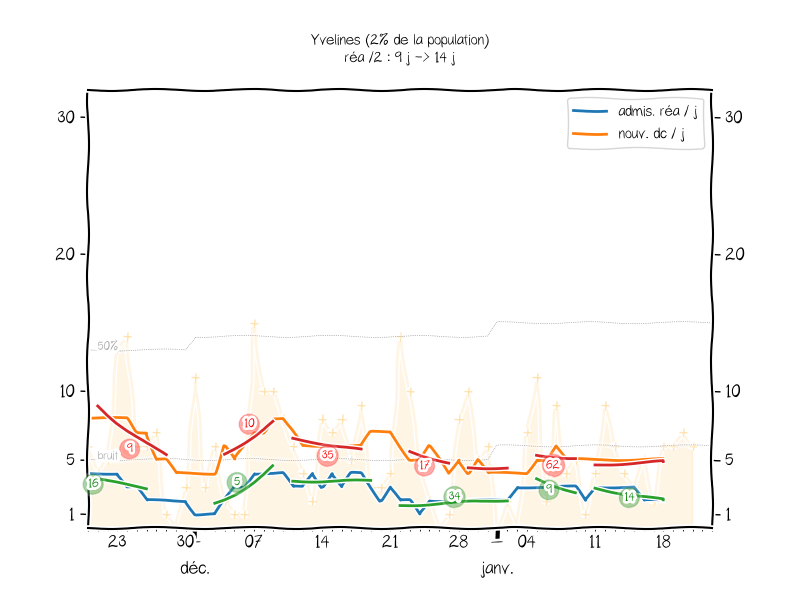 Yvelines (2% de la population)
réa /2 : 9 j -> 14 j
admis. réa / j
nouv. dc / j
30 30
20 20
50%
10 10
9 10 35 17 62
bruit
5 5
16 5 34 9 14
1 1
23 30 07 14 21 28 04 11 18
déc. janv.